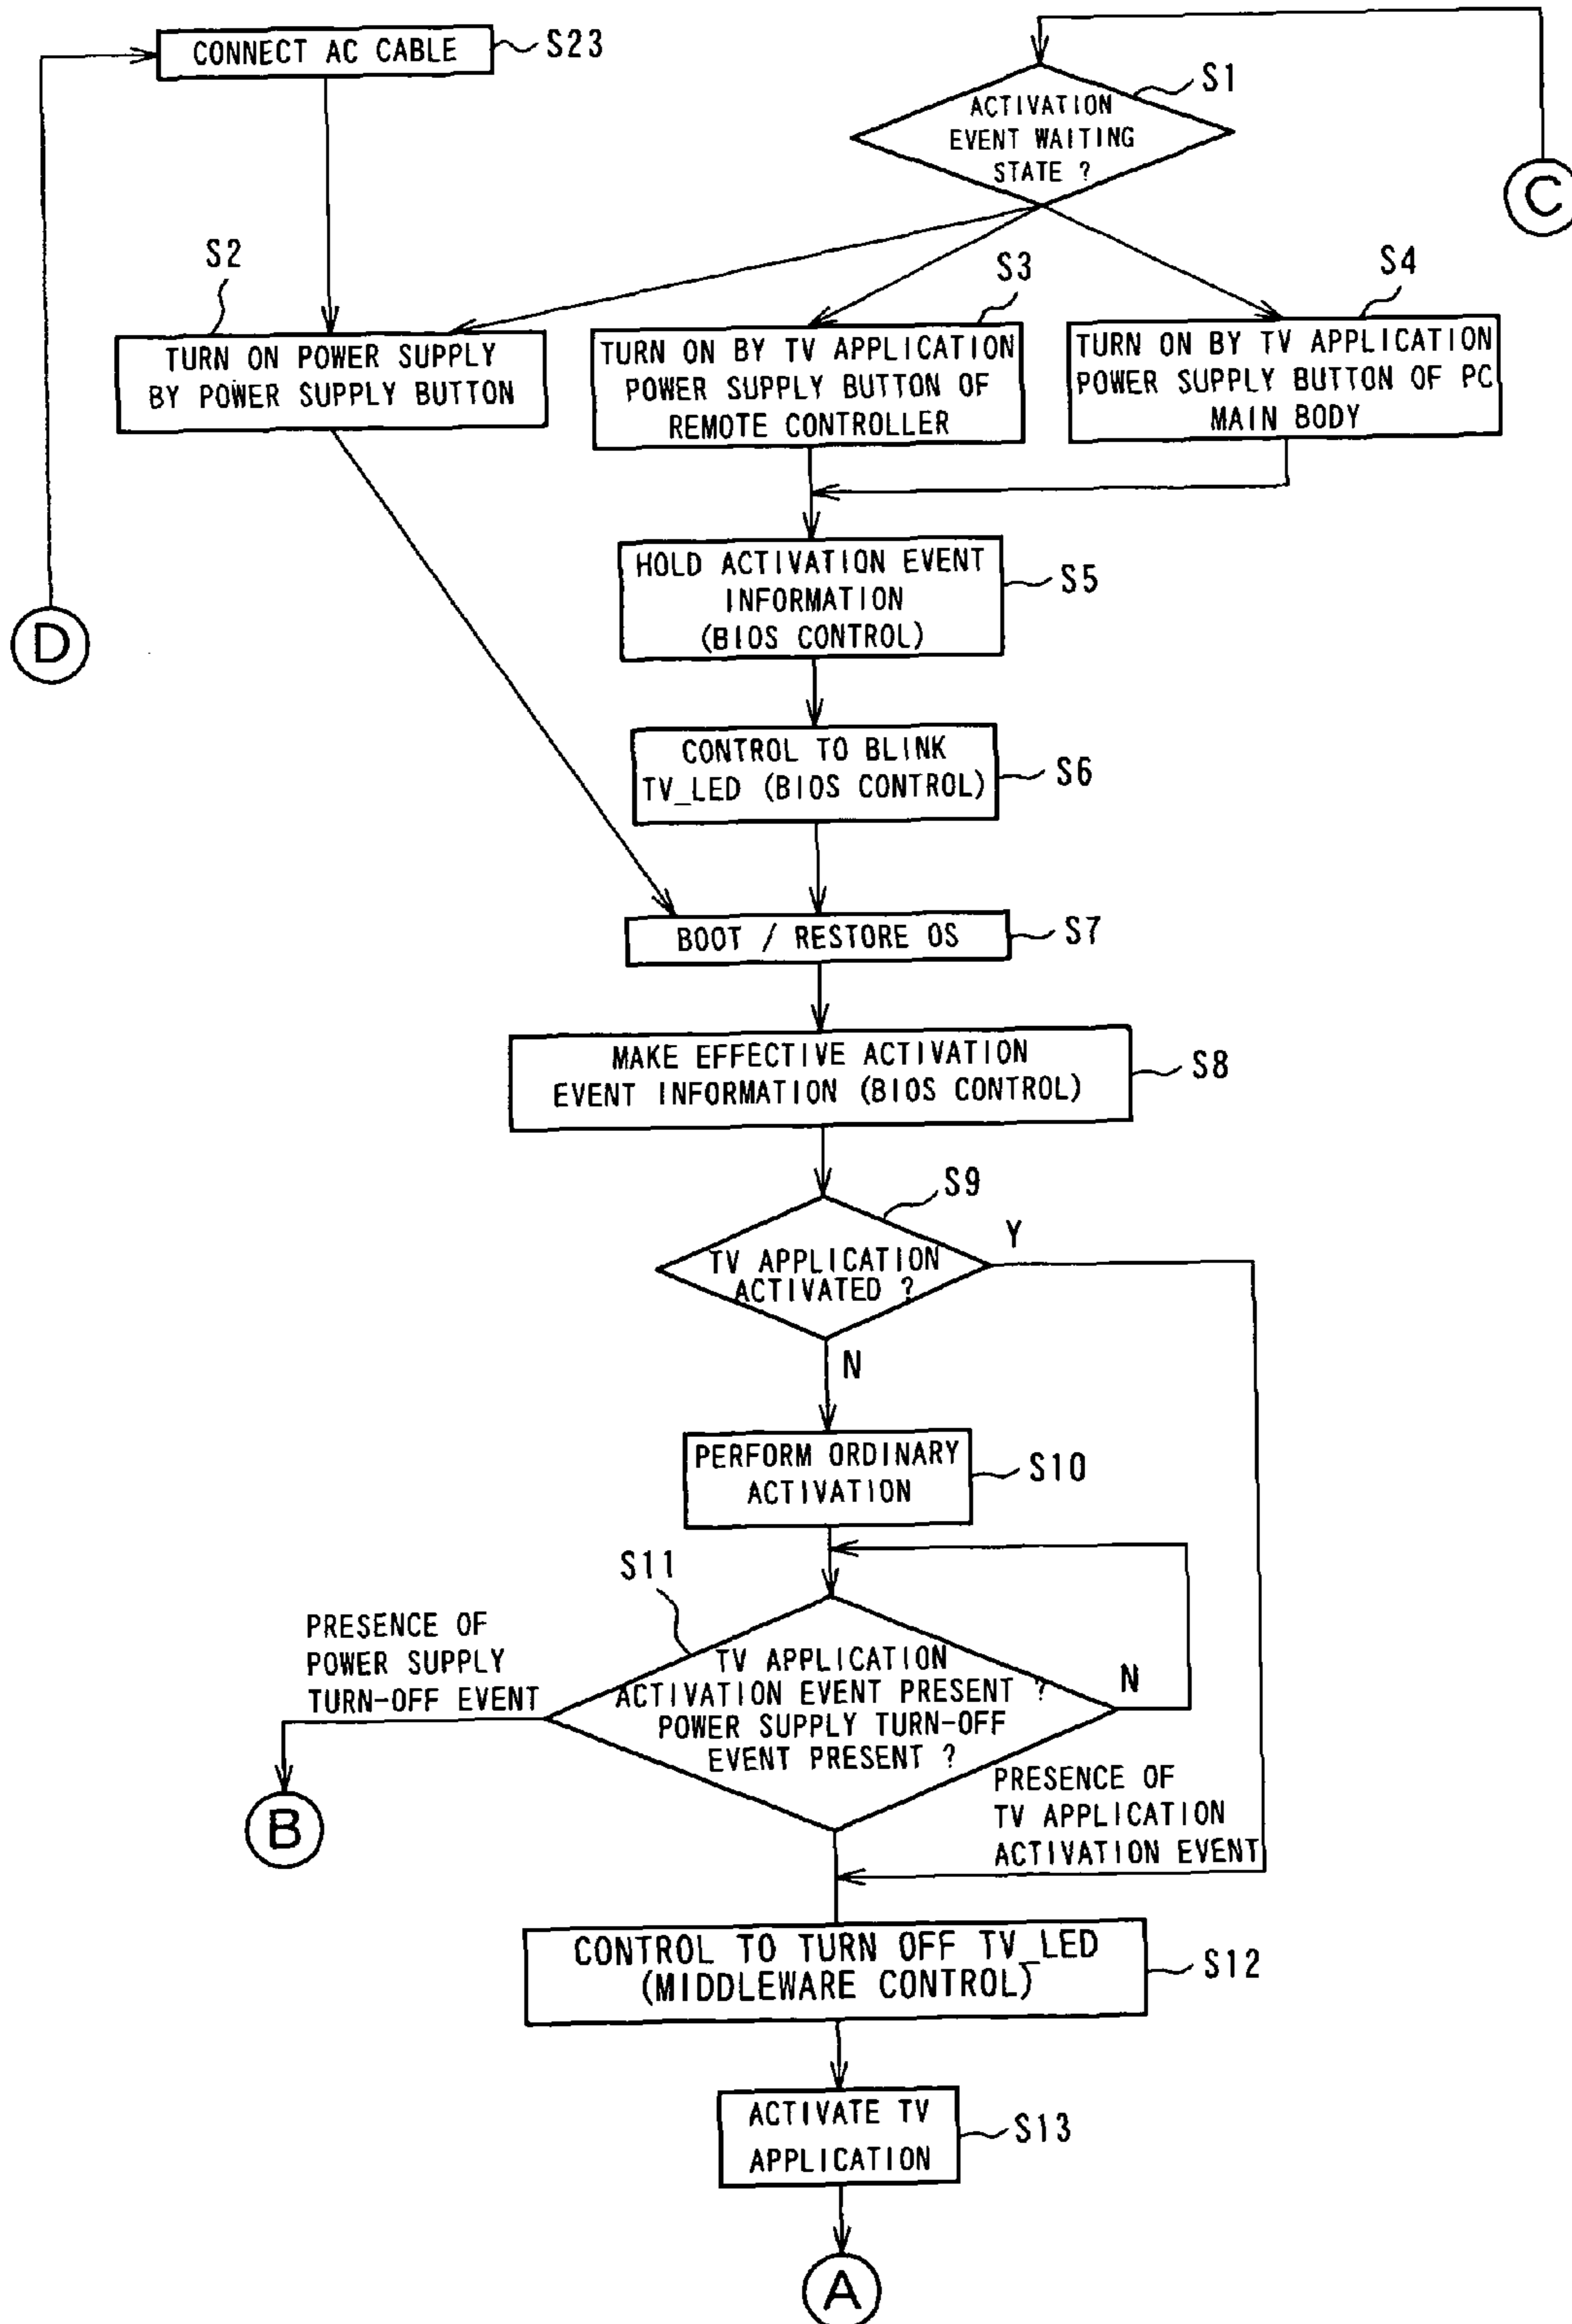 CONNECT AC CABLE
S23
S1
ACTIVATION
EVENT WAITING
STATE ?
C
S2
TURN ON POWER SUPPLY
BY POWER SUPPLY BUTTON
S3
TURN ON BY TV APPLICATION
POWER SUPPLY BUTTON OF
REMOTE CONTROLLER
S4
TURN ON BY TV APPLICATION
POWER SUPPLY BUTTON OF PC
MAIN BODY
D
HOLD ACTIVATION EVENT
INFORMATION
(BIOS CONTROL)
S5
CONTROL TO BLINK
TV_LED (BIOS CONTROL)
S6
BOOT / RESTORE OS
S7
MAKE EFFECTIVE ACTIVATION
EVENT INFORMATION (BIOS CONTROL)
S8
S9
TV APPLICATION
ACTIVATED ?
Y
N
PERFORM ORDINARY
ACTIVATION
S10
S11
PRESENCE OF
POWER SUPPLY
TURN-OFF EVENT
TV APPLICATION
ACTIVATION EVENT PRESENT ?
POWER SUPPLY TURN-OFF
EVENT PRESENT ?
N
B
PRESENCE OF
TV APPLICATION
ACTIVATION EVENT
CONTROL TO TURN OFF TV_LED
(MIDDLEWARE CONTROL)
S12
ACTIVATE TV
APPLICATION
S13
A